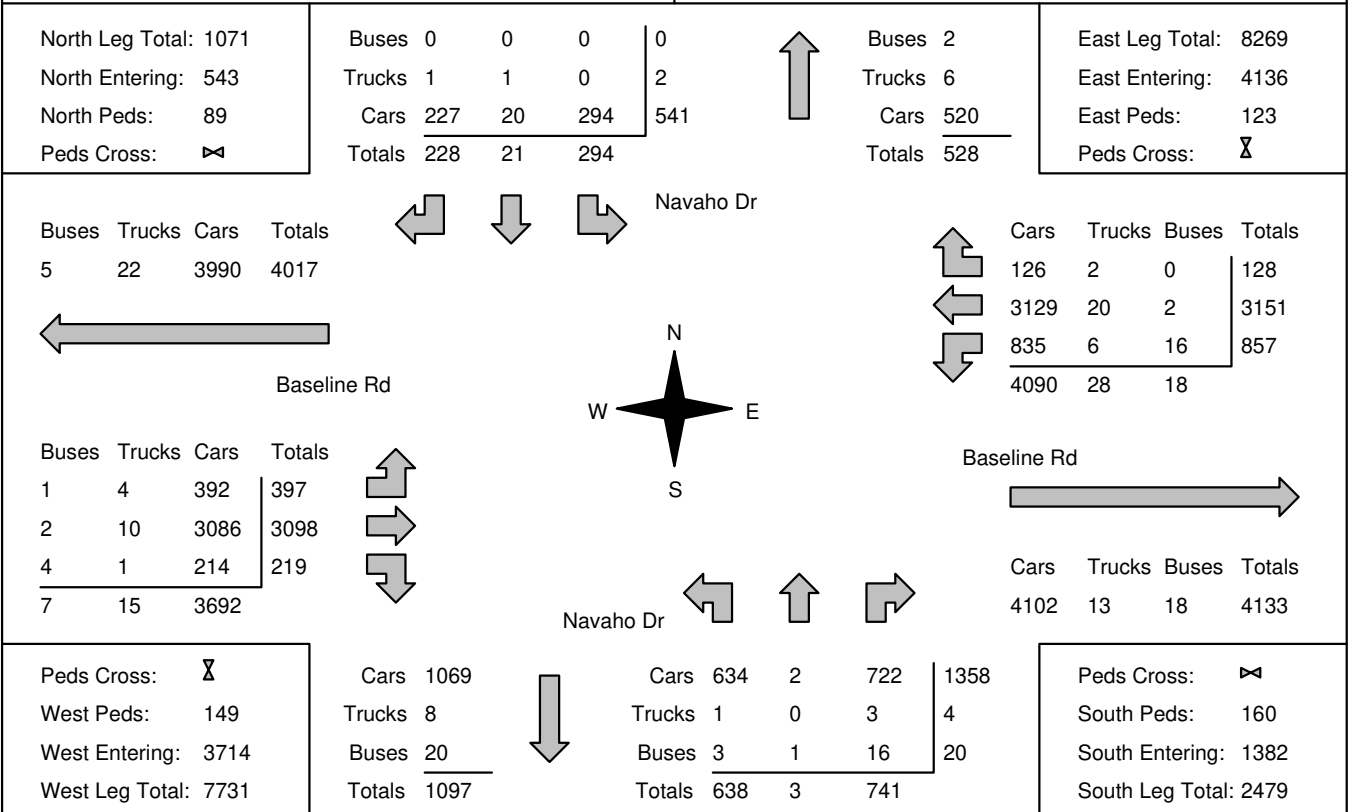 North Leg Total: 1071
North Entering: 543
North Peds: 89
Peds Cross:
Buses 0 0 0 0
Trucks 1 1 0 2
Cars 227 20 294 541
Totals 228 21 294
Buses 2
Trucks 6
Cars 520
Totals 528
East Leg Total: 8269
East Entering: 4136
East Peds: 123
Peds Cross:
Navaho Dr
Buses Trucks Cars Totals
5 22 3990 4017
Cars Trucks Buses Totals
126 2 0 128
3129 20 2 3151
835 6 16 857
4090 28 18
Baseline Rd
N
W E
S
Buses Trucks Cars Totals
1 4 392 397
2 10 3086 3098
4 1 214 219
7 15 3692
Baseline Rd
Cars Trucks Buses Totals
4102 13 18 4133
Navaho Dr
Peds Cross:
West Peds: 149
West Entering: 3714
West Leg Total: 7731
Cars 1069
Trucks 8
Buses 20
Totals 1097
Cars 634 2 722 1358
Trucks 1 0 3 4
Buses 3 1 16 20
Totals 638 3 741
Peds Cross:
South Peds: 160
South Entering: 1382
South Leg Total: 2479